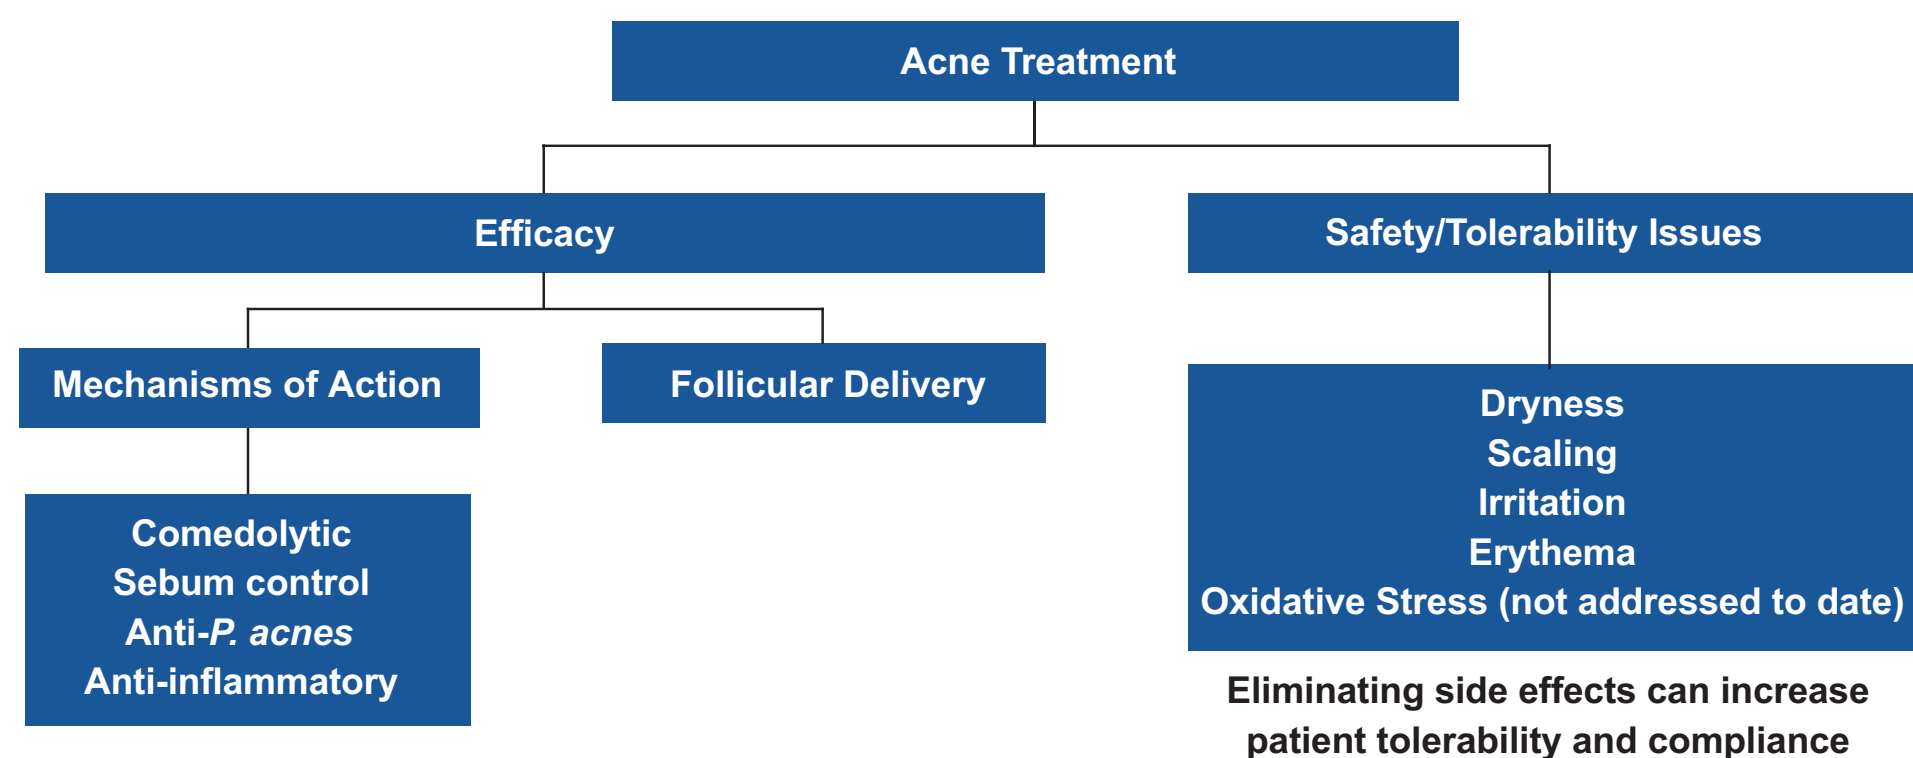 Acne Treatment
Efficacy
Safety/Tolerability Issues
Mechanisms of Action
Follicular Delivery
Comedolytic
Sebum control
Anti-P. acnes
Anti-inflammatory
Dryness
Scaling
Irritation
Erythema
Oxidative Stress (not addressed to date)
Eliminating side effects can increase
patient tolerability and compliance